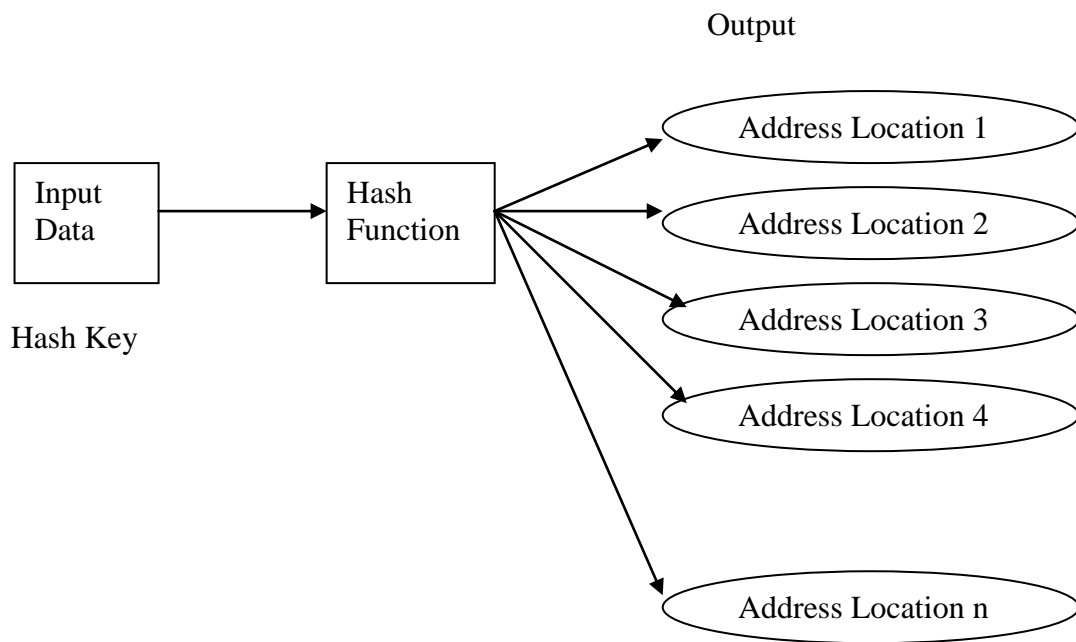 Output
Address Location 1
Input
Data
Hash
Function
Address Location 2
Address Location 3
Hash Key
Address Location 4
Address Location n